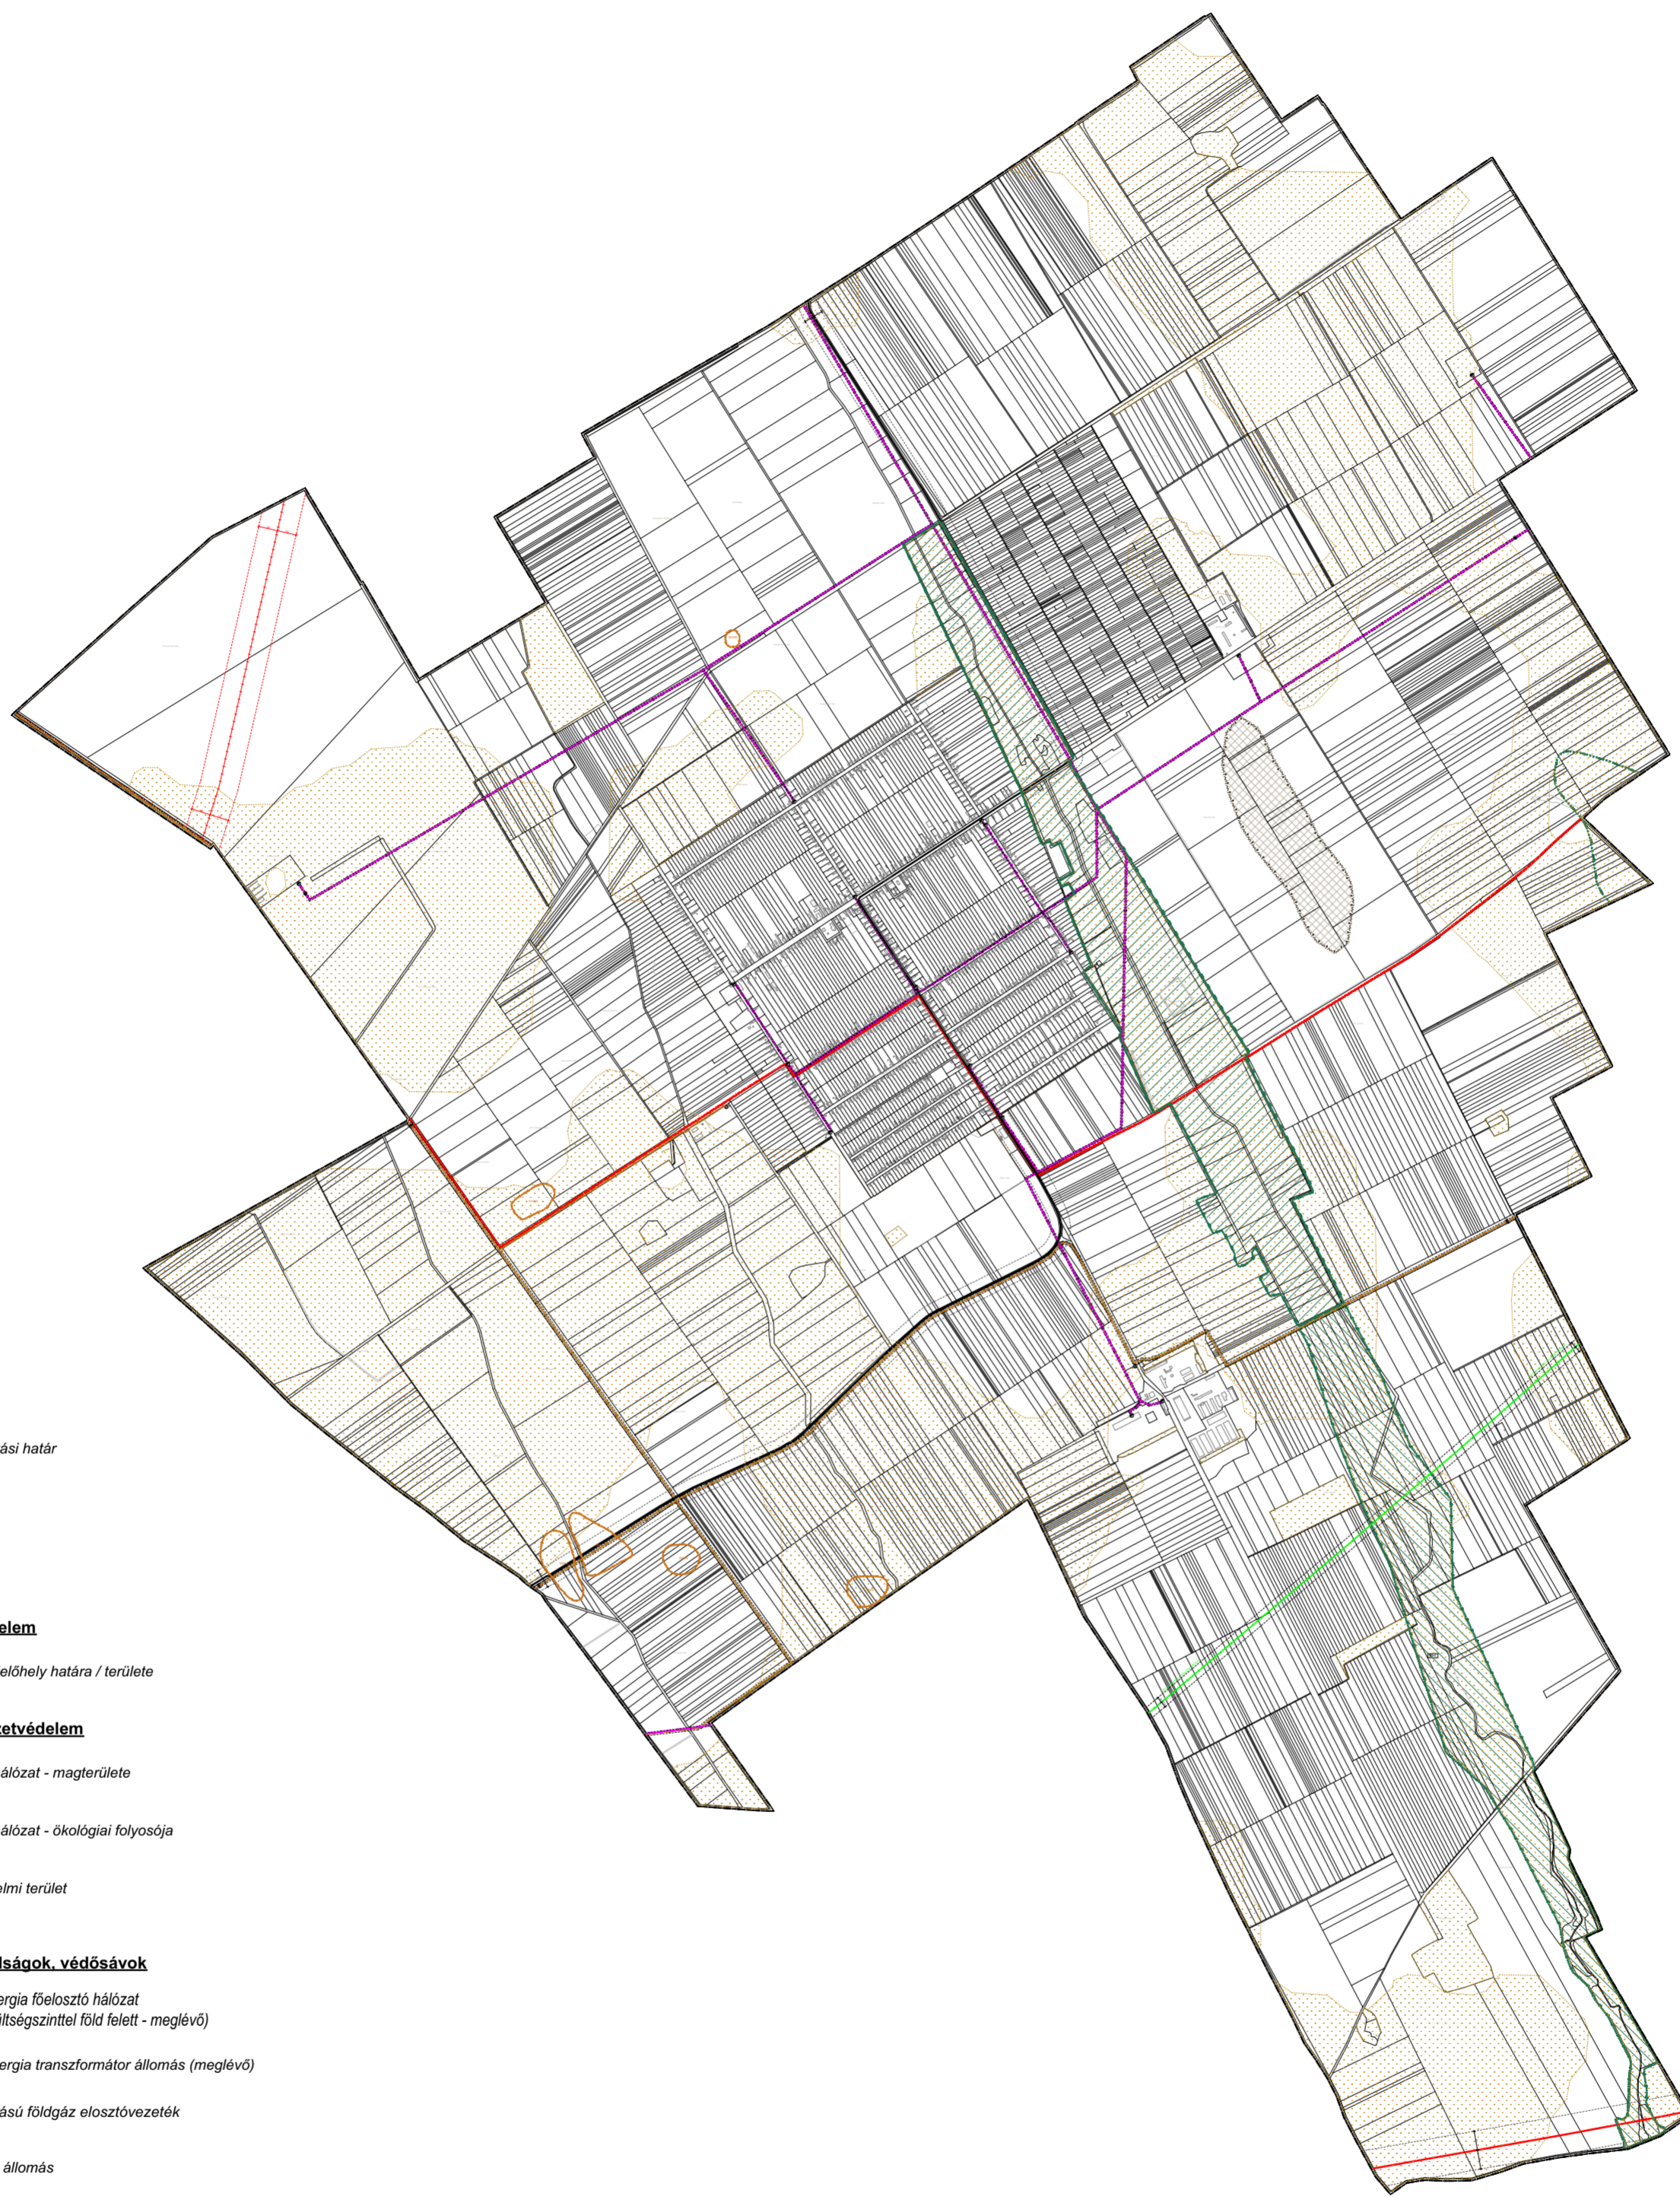 ási határ
elem
előhely határa / területe
zetvédelem
álózat - magterülete
álózat - ökológiai folyosója
elmi terület
lságok, védősávok
ergia főelosztó hálózat
ültségszinttel föld felett - meglévő)
ergia transzformátor állomás (meglévő)
ású földgáz elosztóvezeték
állomás